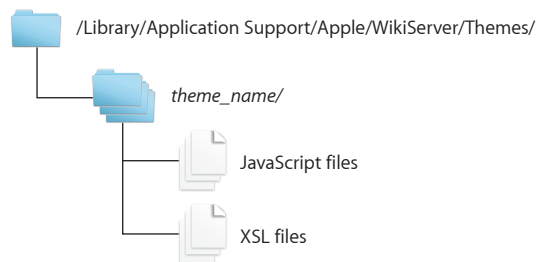 /Library/Application Support/Apple/WikiServer/Themes/
theme_name/
JavaScript files
XSL files